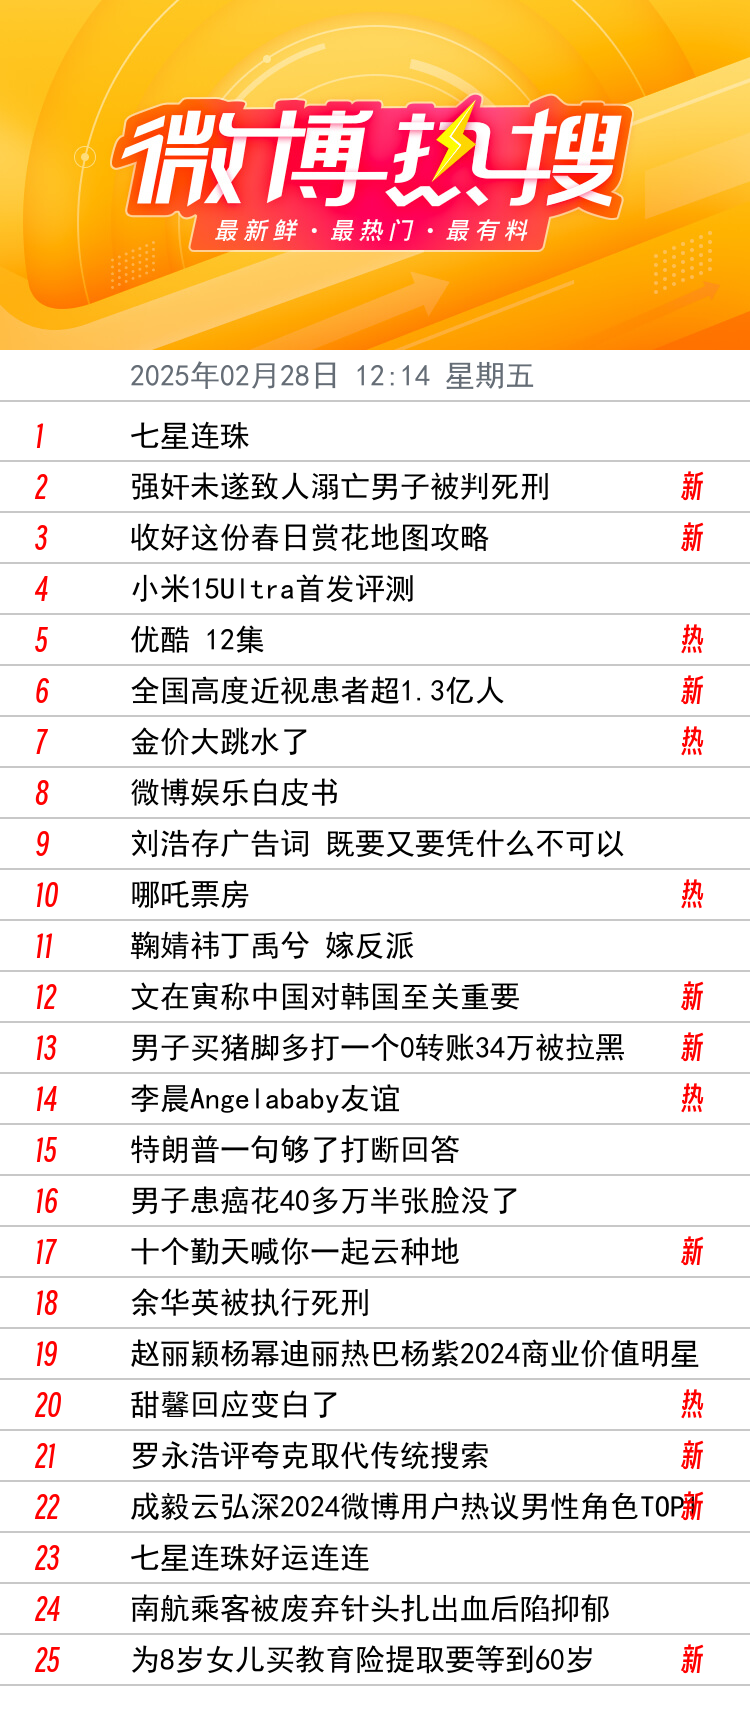 微博热搜
最新鲜·最热门·最有料
2025年02月28日 12:14 星期五
1 七星连珠
2 强奸未遂致人溺亡男子被判死刑 新
3 收好这份春日赏花地图攻略 新
4 小米15Ultra首发评测
5 优酷 12集 热
6 全国高度近视患者超1.3亿人 新
7 金价大跳水了 热
8 微博娱乐白皮书
9 刘浩存广告词 既要又要凭什么不可以
10 哪吒票房 热
11 鞠婧祎丁禹兮 嫁反派
12 文在寅称中国对韩国至关重要 新
13 男子买猪脚多打一个0转账34万被拉黑 新
14 李晨Angelababy友谊 热
15 特朗普一句够了打断回答
16 男子患癌花40多万半张脸没了
17 十个勤天喊你一起云种地 新
18 余华英被执行死刑
19 赵丽颖杨幂迪丽热巴杨紫2024商业价值明星
20 甜馨回应变白了 热
21 罗永浩评夸克取代传统搜索 新
22 成毅云弘深2024微博用户热议男性角色TOP1 新
23 七星连珠好运连连
24 南航乘客被废弃针头扎出血后陷抑郁
25 为8岁女儿买教育险提取要等到60岁 新